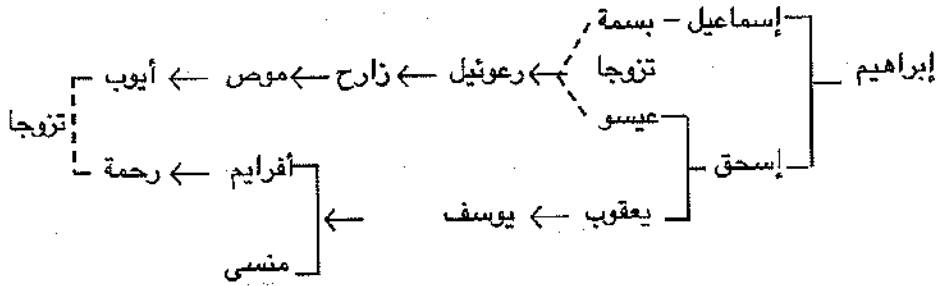 إسماعيل – بسمة
إبراهيم
تزوجا
رعوئيل ← زارح ← موص ← أيوب
تزوجا
عيسو
إسحق
أفرايم ← رحمة
يعقوب ← يوسف ←
منسى